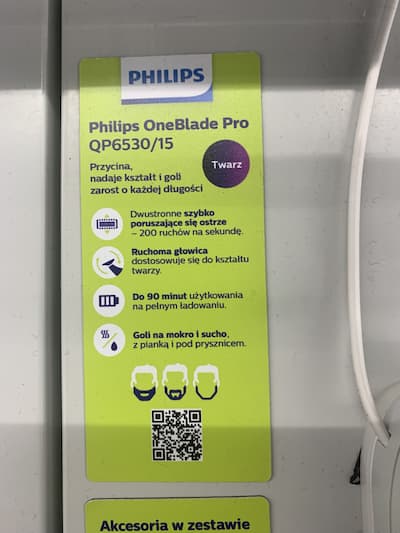 PHILIPS
Philips OneBlade Pro
QP6530/15
Przycina,
nadaje kształt i goli
zarost o każdej długości
Twarz
Dwustronne szybko
poruszające się ostrze
– 200 ruchów na sekundę.
Ruchoma głowica
dostosowuje się do kształtu
twarzy.
Do 90 minut użytkowania
na pełnym ładowaniu.
Goli na mokro i sucho,
z pianką i pod prysznicem.
Akcesoria w zestawie